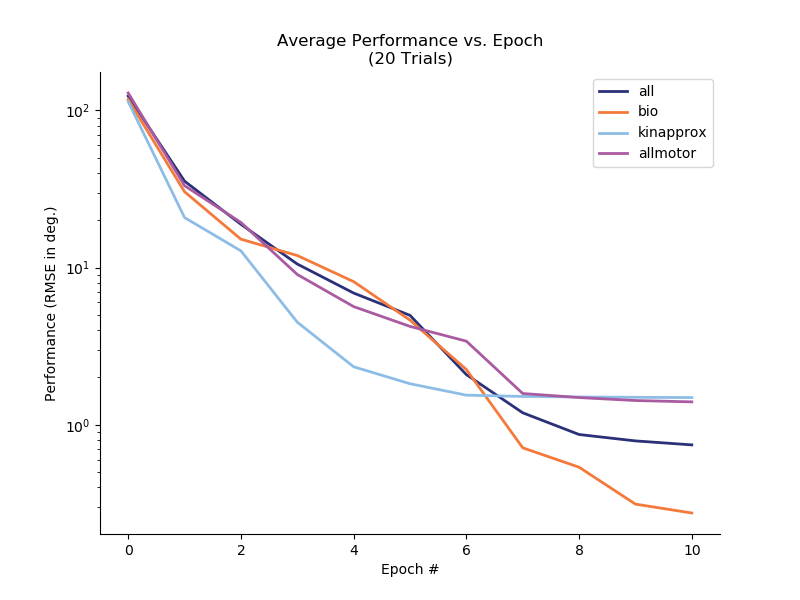 Average Performance vs. Epoch
(20 Trials)
all
bio
kinapprox
allmotor
Performance (RMSE in deg.)
10²
10¹
10⁰
0 2 4 6 8 10
Epoch #